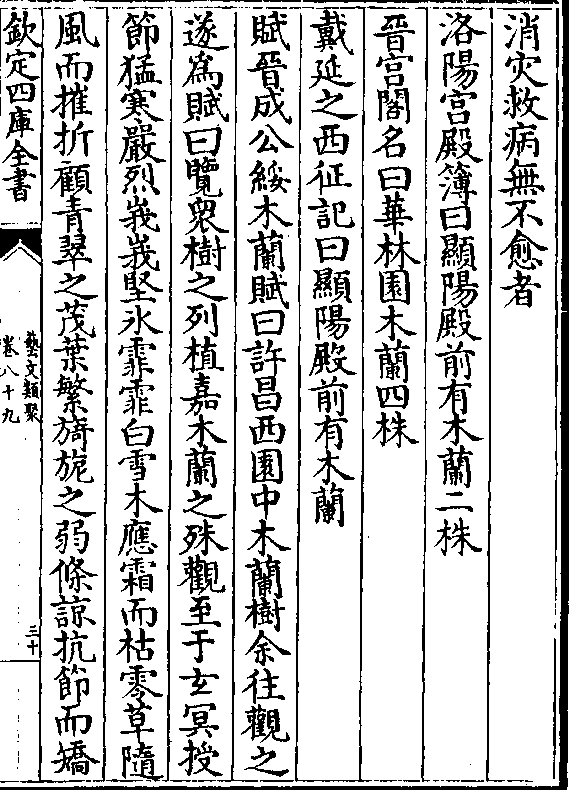 消灾救病無不愈者
洛陽宫殿簿曰顯陽殿前有木蘭二株
晉宫閣名曰華林園木蘭四株
戴延之西征記曰顯陽殿前有木蘭
賦晉成公綏木蘭賦曰許昌西園中木蘭樹余往觀之
遂為賦曰覽衆樹之列植嘉木蘭之殊觀至于玄冥授
節猛寒嚴烈峩峩堅氷霏霏白雪木應霜而枯零草隨
風而摧折顧青翠之茂葉繁旖旎之弱條諒抗節而矯
欽定四庫全書
藝文類聚
卷八十九
三十